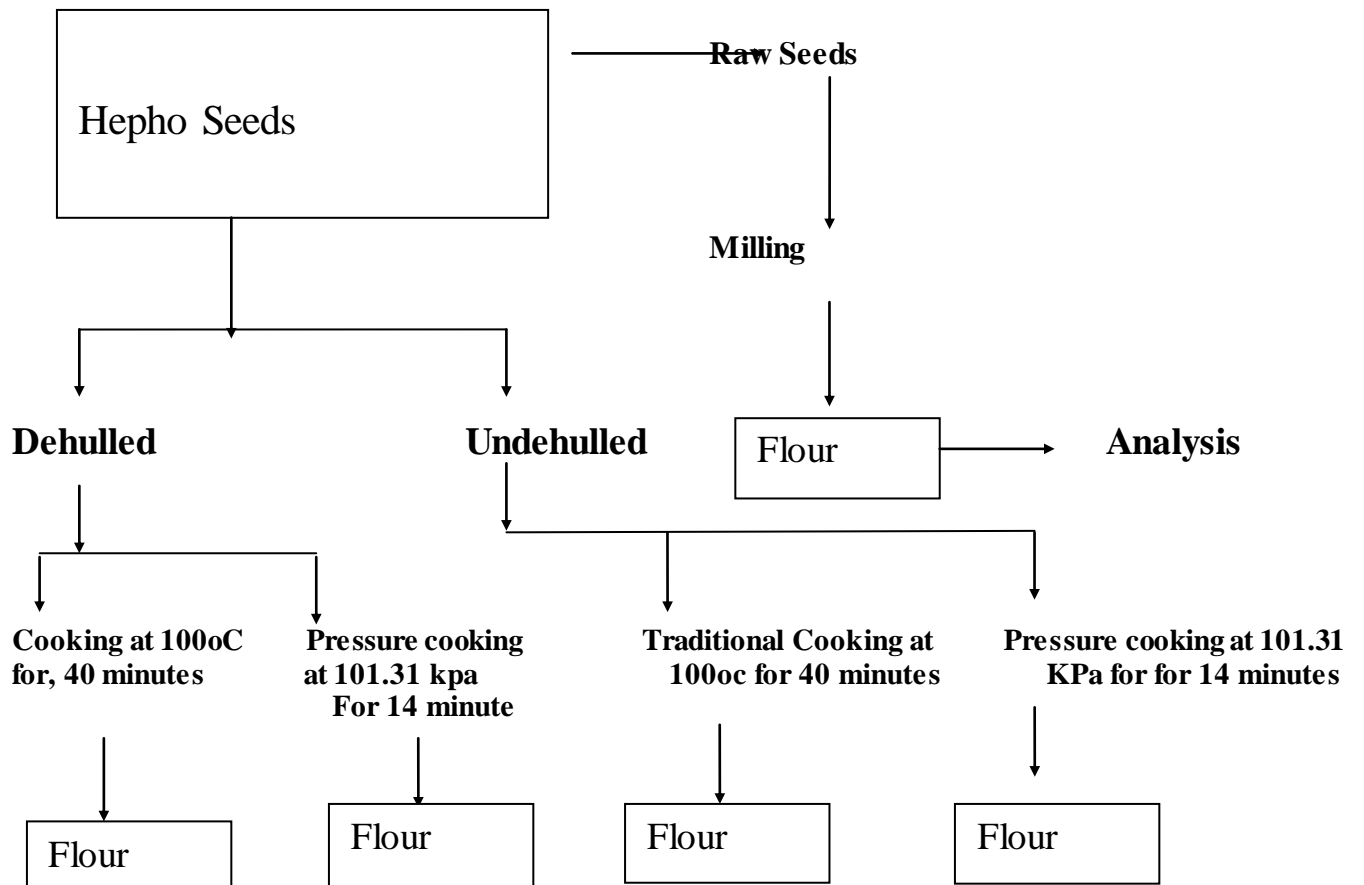 Hepho Seeds
Raw Seeds
Milling
Dehulled
Undehulled
Flour
Analysis
Cooking at 100oC
for, 40 minutes
Pressure cooking
at 101.31 kpa
For 14 minute
Traditional Cooking at
100oc for 40 minutes
Pressure cooking at 101.31
KPa for for 14 minutes
Flour
Flour
Flour
Flour